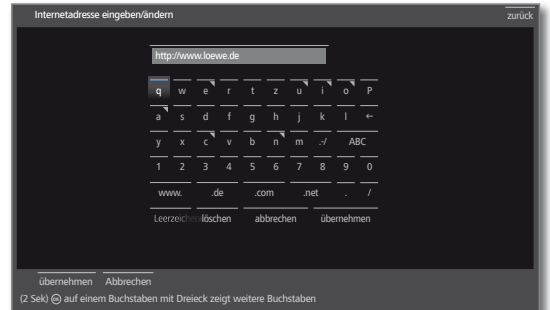 Internetadresse eingeben/ändern zurück
http://www.loewe.de
q w e r t z u i o P
a s d f g h j k l ←
y x c v b n m .-/ ABC
1 2 3 4 5 6 7 8 9 0
www. .de .com .net . /
Leerzeichen löschen abbrechen übernehmen
übernehmen Abbrechen
(2 Sek) OK auf einem Buchstaben mit Dreieck zeigt weitere Buchstaben